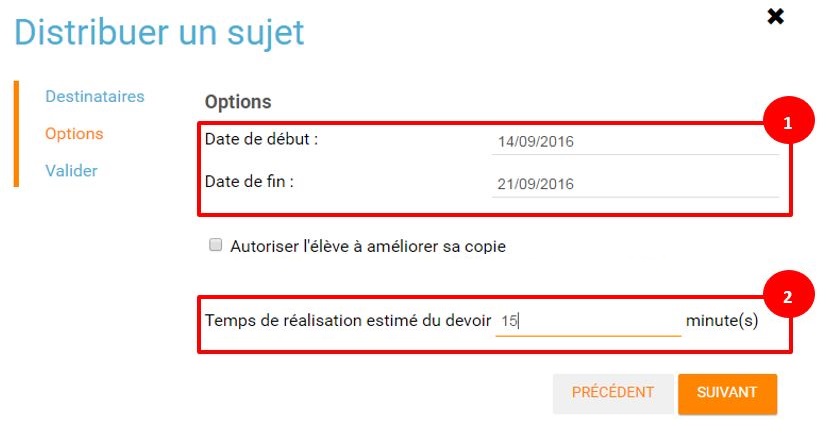 Distribuer un sujet
Destinataires
Options
Valider
Options
1
Date de début : 14/09/2016
Date de fin : 21/09/2016
Autoriser l'élève à améliorer sa copie
2
Temps de réalisation estimé du devoir 15 minute(s)
PRÉCÉDENT SUIVANT